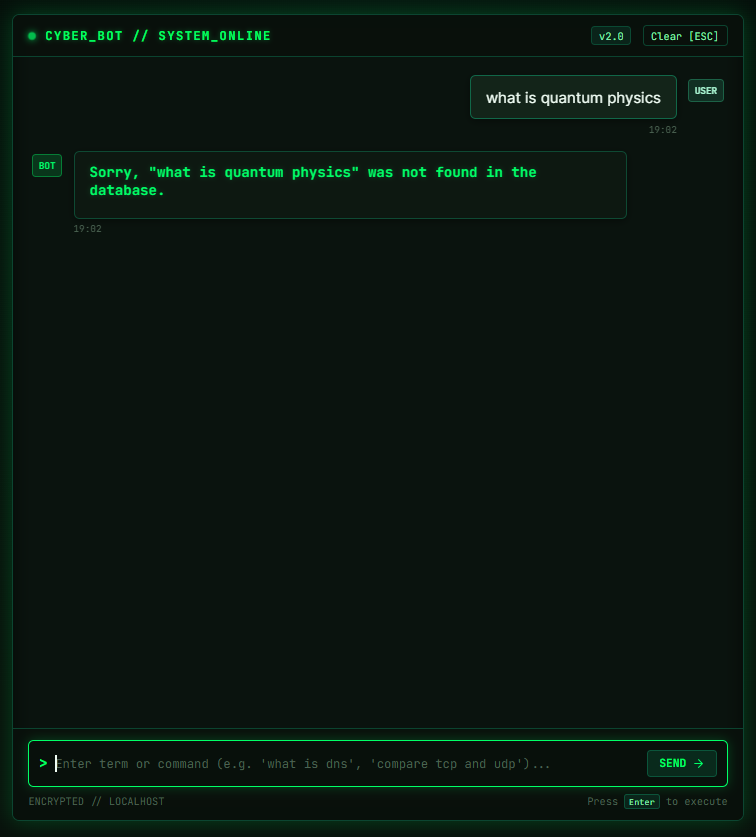 CYBER_BOT // SYSTEM_ONLINE
v2.0
Clear [ESC]
what is quantum physics
USER
19:02
BOT
Sorry, "what is quantum physics" was not found in the
database.
19:02
> Enter term or command (e.g. 'what is dns', 'compare tcp and udp')...
SEND →
ENCRYPTED // LOCALHOST
Press Enter to execute